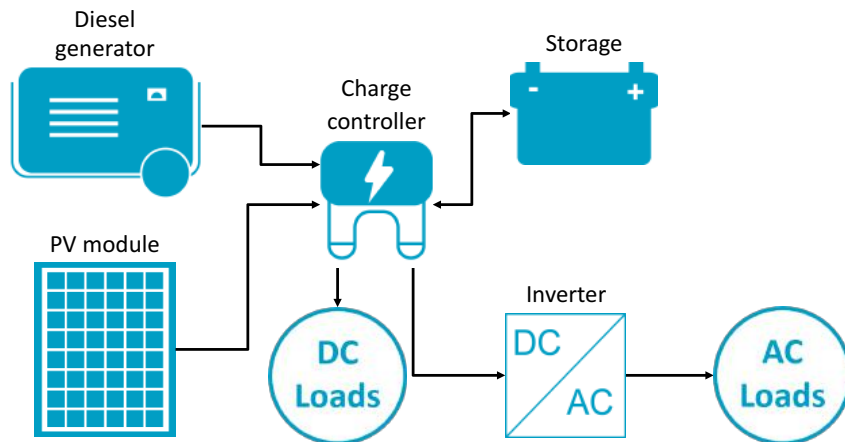 Diesel
generator
Storage
- +
Charge
controller
PV module
Inverter
DC
Loads
DC
AC
AC
Loads